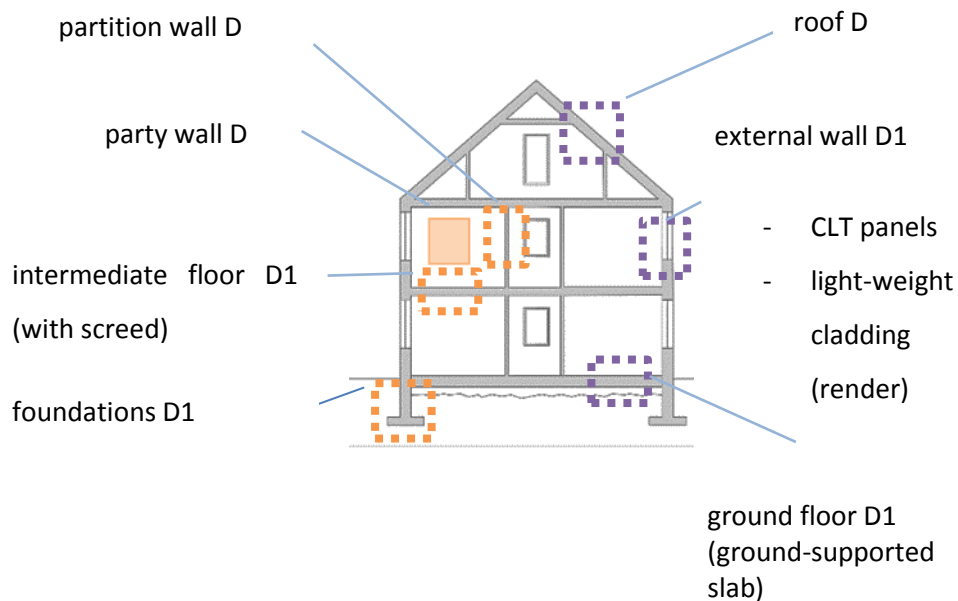 partition wall D
roof D
party wall D
external wall D1
- CLT panels
intermediate floor D1
- light-weight
(with screed)
cladding
(render)
foundations D1
ground floor D1
(ground-supported
slab)